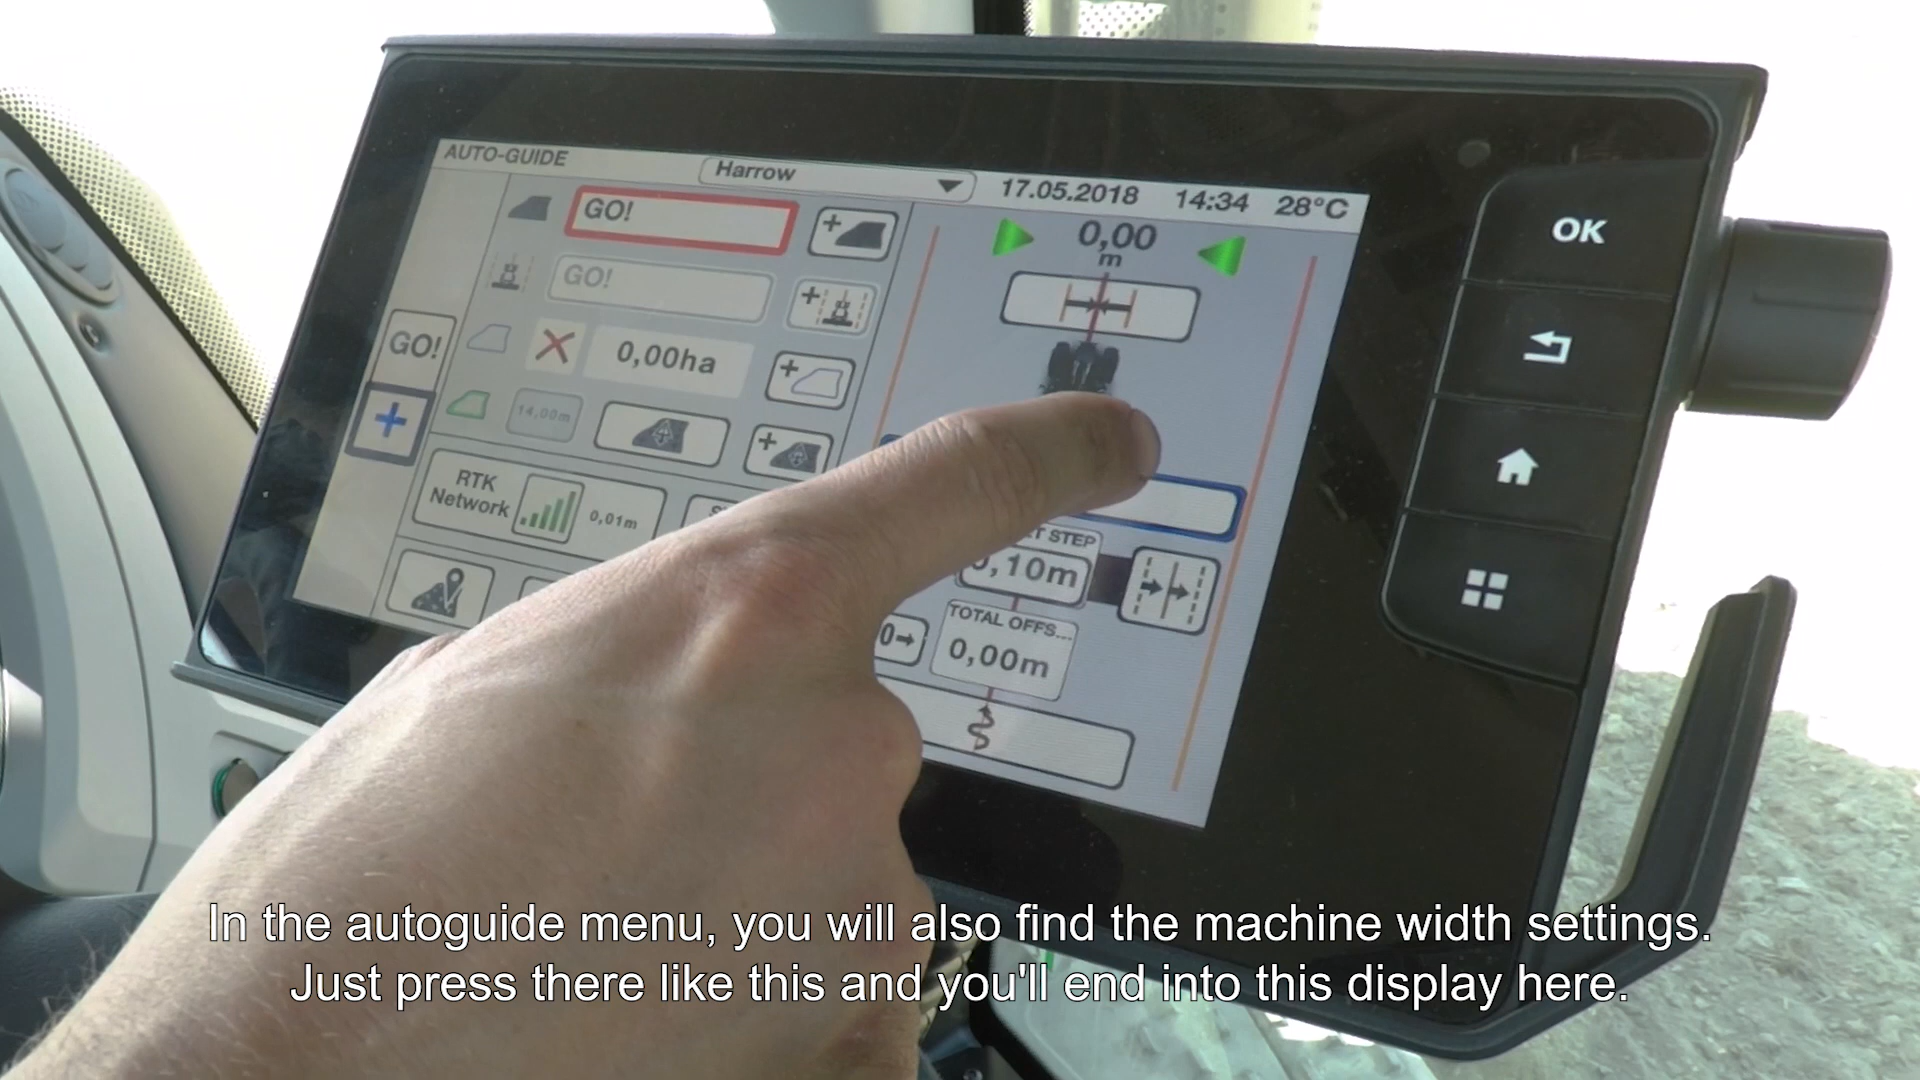 AUTO-GUIDE
Harrow
17.05.2018 14:34 28°C
GO!
0,00
m
GO!
GO!
0,00ha
14,00m
RTK
Network
0,01m
T STEP
0,10m
TOTAL OFFS...
0
0,00m
OK
In the autoguide menu, you will also find the machine width settings.
Just press there like this and you'll end into this display here.